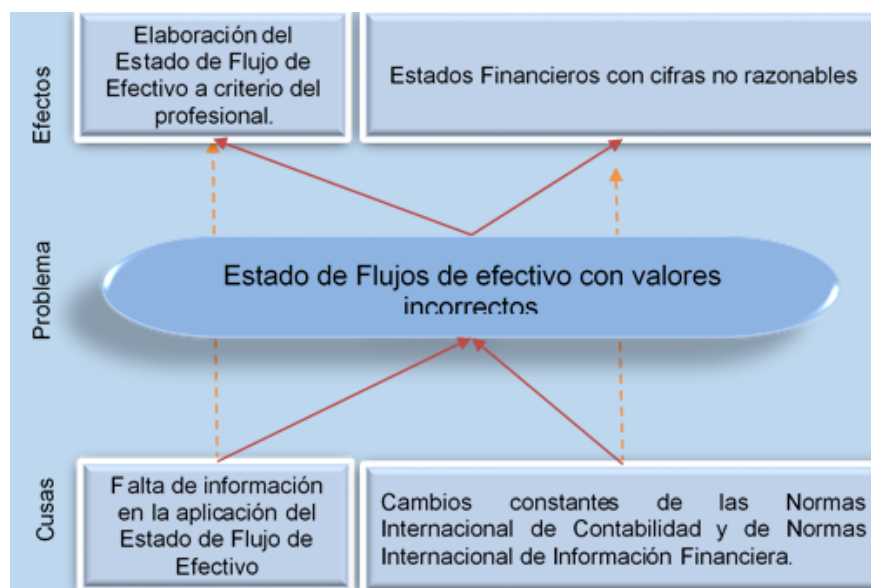 Efectos
Elaboración del
Estado de Flujo de
Efectivo a criterio del
profesional.
Estados Financieros con cifras no razonables
Problema
Estado de Flujos de efectivo con valores
incorrectos
Cusas
Falta de información
en la aplicación del
Estado de Flujo de
Efectivo
Cambios constantes de las Normas
Internacional de Contabilidad y de Normas
Internacional de Información Financiera.